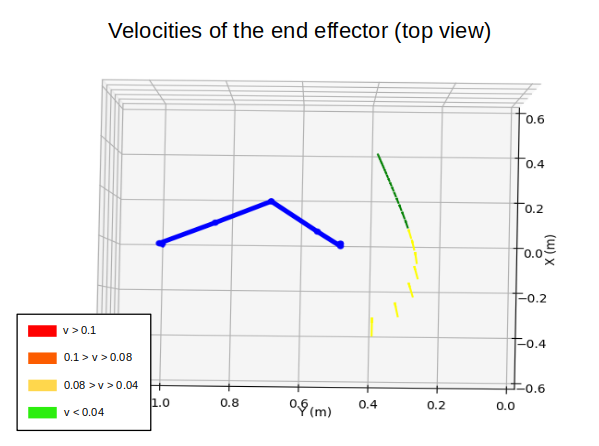 Velocities of the end effector (top view)
0.6
0.4
0.2
0.0
X (m)
−0.2
−0.4
−0.6
v > 0.1
0.1 > v > 0.08
0.08 > v > 0.04
v < 0.04
1.0 0.8 0.6 0.4 0.2 0.0
Y (m)